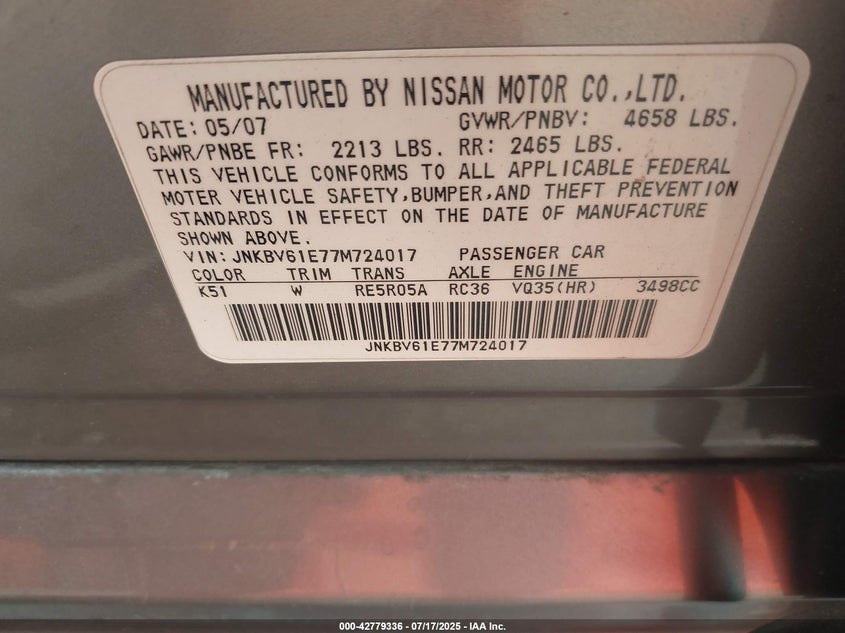 MANUFACTURED BY NISSAN MOTOR CO.,LTD.
DATE: 05/07 GVWR/PNBV: 4658 LBS.
GAWR/PNBE FR: 2213 LBS. RR: 2465 LBS.
THIS VEHICLE CONFORMS TO ALL APPLICABLE FEDERAL
MOTER VEHICLE SAFETY,BUMPER,AND THEFT PREVENTION
STANDARDS IN EFFECT ON THE DATE OF MANUFACTURE
SHOWN ABOVE.
VIN: JNKBV61E77M724017 PASSENGER CAR
COLOR TRIM TRANS AXLE ENGINE
K51 W RE5R05A RC36 VQ35(HR) 3498CC
JNKBV61E77M724017
000-42779336 - 07/17/2025 - IAA Inc.